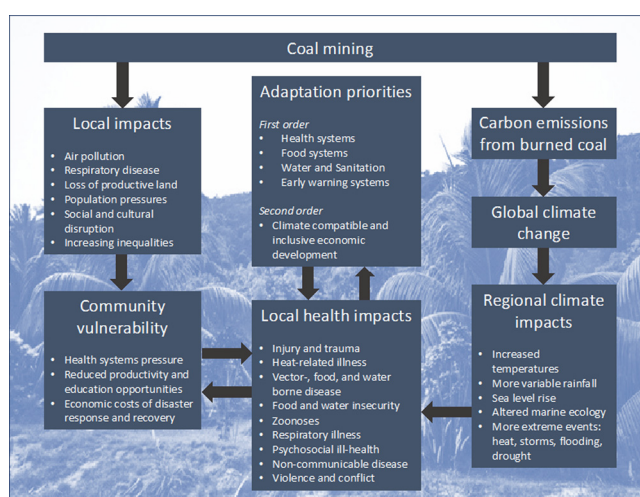 Coal mining
Local impacts
• Air pollution
• Respiratory disease
• Loss of productive land
• Population pressures
• Social and cultural
disruption
• Increasing inequalities
Community
vulnerability
• Health systems pressure
• Reduced productivity and
education opportunities
• Economic costs of disaster
response and recovery
Adaptation priorities
First order
• Health systems
• Food systems
• Water and Sanitation
• Early warning systems
Second order
• Climate compatible and
inclusive economic
development
Local health impacts
• Injury and trauma
• Heat-related illness
• Vector-, food, and water
borne disease
• Food and water insecurity
• Zoonoses
• Respiratory illness
• Psychosocial ill-health
• Non-communicable disease
• Violence and conflict
Carbon emissions
from burned coal
Global climate
change
Regional climate
impacts
• Increased
temperatures
• More variable rainfall
• Sea level rise
• Altered marine ecology
• More extreme events:
heat, storms, flooding,
drought